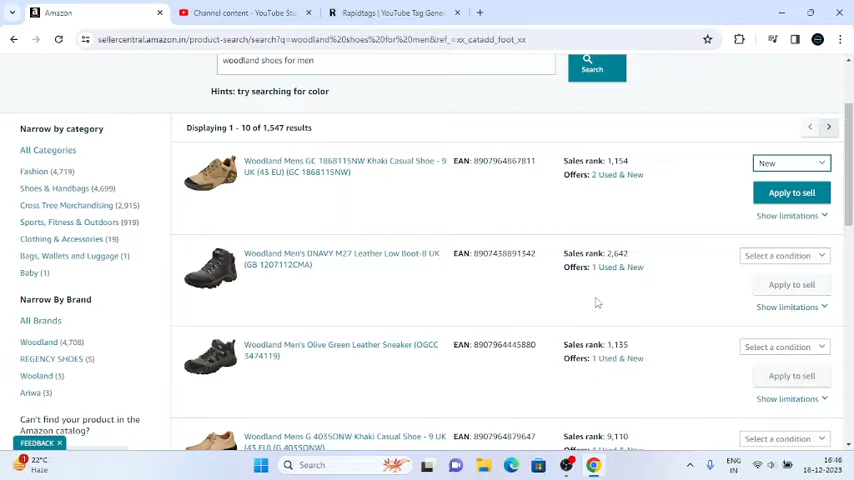 Amazon
Channel content - YouTube Stu
Rapidtags | YouTube Tag Gene
sellercentral.amazon.in/product-search/search?q=woodland%20shoes%20for%20men&ref_=xx_catadd_foot_xx
woodland shoes for men
Search
Hints: try searching for color
Narrow by category
All Categories
Fashion (4,719)
Shoes & Handbags (4,699)
Cross Tree Merchandising (2,915)
Sports, Fitness & Outdoors (919)
Clothing & Accessories (19)
Bags, Wallets and Luggage (1)
Baby (1)
Narrow By Brand
All Brands
Woodland (4,708)
REGENCY SHOES (5)
Wooland (3)
Ariwa (3)
Can't find your product in the
Amazon catalog?
FEEDBACK
Displaying 1 - 10 of 1,547 results
Woodland Mens GC 1868115NW Khaki Casual Shoe - 9
UK (43 EU) (GC 1868115NW)
EAN: 8907964867811
Sales rank: 1,154
Offers: 2 Used & New
New
Apply to sell
Show limitations
Woodland Men's DNAVY M27 Leather Low Boot-8 UK
(GB 1207112CMA)
EAN: 8907438891342
Sales rank: 2,642
Offers: 1 Used & New
Select a condition
Apply to sell
Show limitations
Woodland Men's Olive Green Leather Sneaker (OGCC
3474119)
EAN: 8907964445880
Sales rank: 1,135
Offers: 1 Used & New
Select a condition
Apply to sell
Show limitations
Woodland Mens G 4035ONW Khaki Casual Shoe - 9 UK
(43 EU) (G 4035ONW)
EAN: 8907964879647
Sales rank: 9,110
Select a condition
1
22°C
Haze
Search
ENG
IN
16:46
16-12-2023